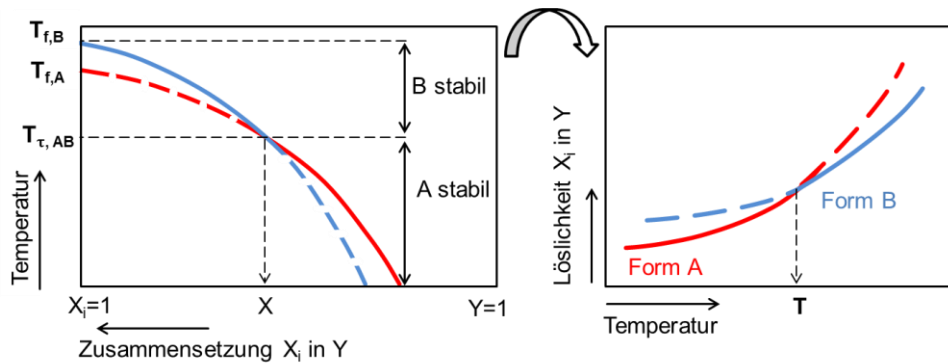 T_f,B
T_f,A
T_τ, AB
Temperatur
B stabil
A stabil
X_i=1
X
Y=1
Zusammensetzung X_i in Y
Löslichkeit X_i in Y
Form B
Form A
T
Temperatur